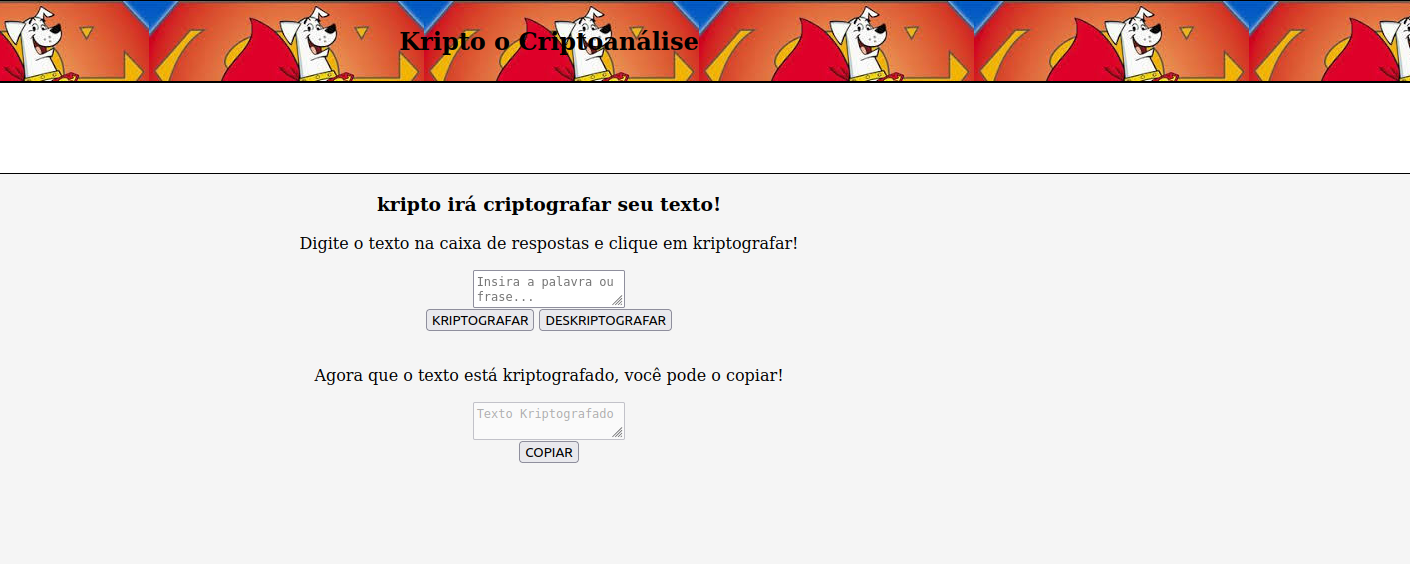 Kripto o Criptoanálise
kripto irá criptografar seu texto!
Digite o texto na caixa de respostas e clique em kriptografar!
Insira a palavra ou
frase...
KRIPTOGRAFAR DESKRIPTOGRAFAR
Agora que o texto está kriptografado, você pode o copiar!
Texto Kriptografado
COPIAR